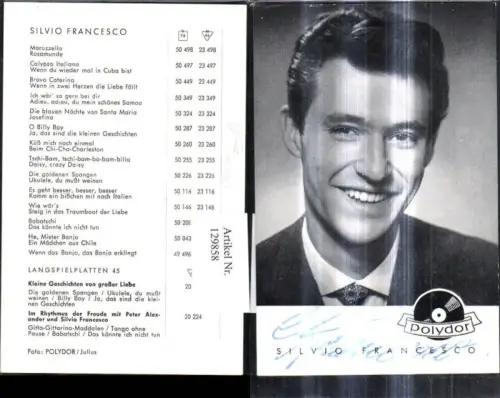 SILVIO FRANCESCO
78 45
Maruzzella 50 498 23 498
Rosamunde
Calypso Italiano 50 497 23 497
Wenn du wieder mal in Cuba bist
Bravo Caterina 50 449 23 449
Wenn in zwei Herzen die Liebe fällt
Ich wär' so gern bei dir 50 349 23 349
Adieu, adieu, du mein schönes Samoa
Die blauen Nächte von Santa Maria 50 324 23 324
Josefina
O Billy Boy 50 287 23 287
Ja, das sind die kleinen Geschichten
Küß mich noch einmal 50 260 23 260
Beim Chi-Cha-Charleston
Tschi-Bam, tschi-bam-ba-bam-billa 50 255 23 255
Daisy, crazy Daisy
Die goldenen Spangen 50 226 23 225
Ukulele, du mußt weinen
Es geht besser, besser, besser 50 116 23 116
Komm ein bißchen mit nach Italien
Wie wär's 50 146 23 148
Steig in das Traumboot der Liebe
Babatschi 50 205
Das könnte ich nicht tun
He, Mister Banjo 50 043
Ein Mädchen aus Chile
Wenn das Banjo, das Banjo erklingt 49 496
LANGSPIELPLATTEN 45
Kleine Geschichten von großer Liebe 20
Die goldenen Spangen / Ukulele, du mußt
weinen / Billy Boy / Ja, das sind die klei-
nen Geschichten
Im Rhythmus der Freude mit Peter Alex-
ander und Silvio Francesco 20 224
Gitta-Gittarina-Maddalen / Tango ohne
Pause / Babatschi / Das könnte ich nicht tun
Foto: POLYDOR / Julius
Artikel Nr.
129858
Polydor
SILVIO FRANCESCO